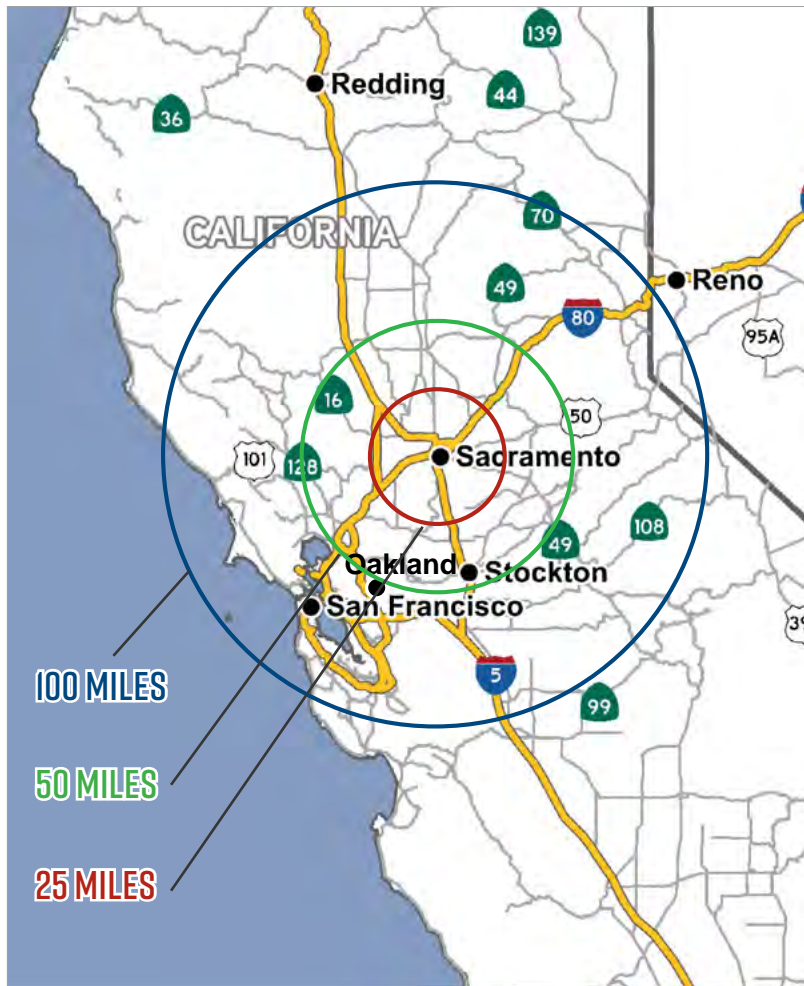 139
Redding
44
36
70
CALIFORNIA
49
Reno
80
95A
16
50
101
128
Sacramento
108
49
Oakland
Stockton
San Francisco
39
5
100 MILES
99
50 MILES
25 MILES